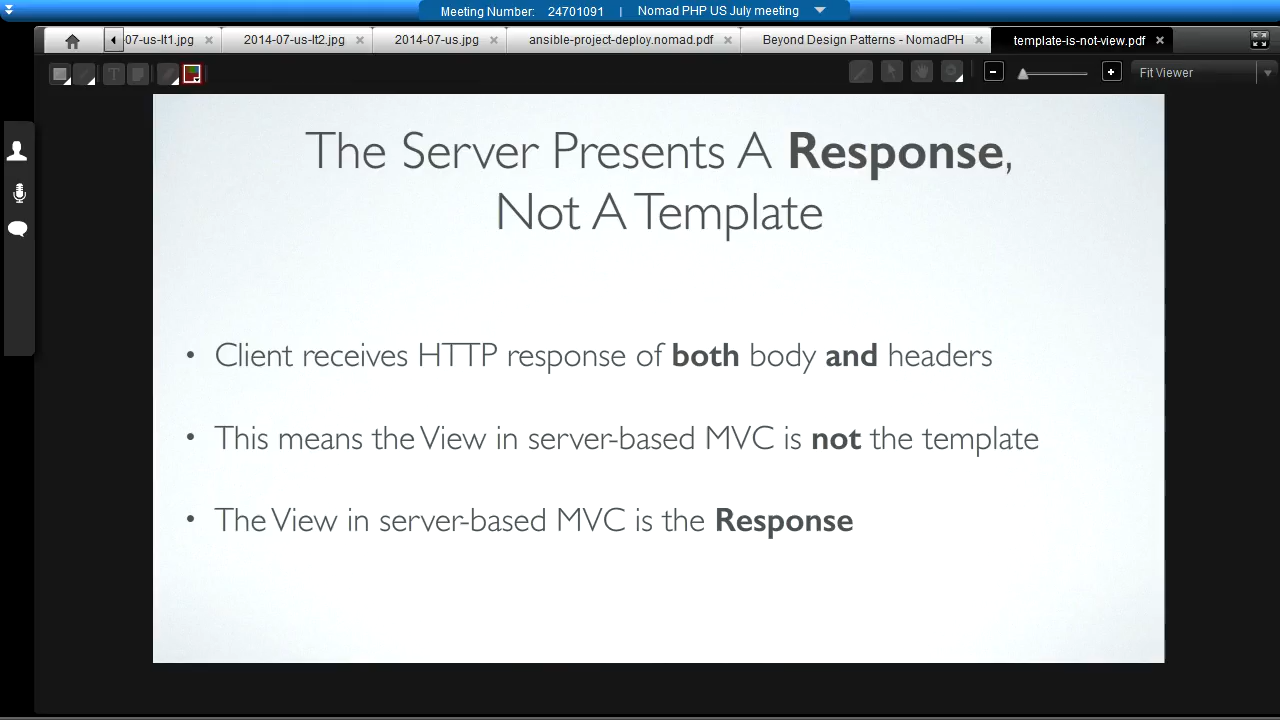 Meeting Number: 24701091 | Nomad PHP US July meeting
07-us-lt1.jpg
2014-07-us-lt2.jpg
2014-07-us.jpg
ansible-project-deploy.nomad.pdf
Beyond Design Patterns - NomadPH
template-is-not-view.pdf
T
Fit Viewer
The Server Presents A Response,
Not A Template
• Client receives HTTP response of both body and headers
• This means the View in server-based MVC is not the template
• The View in server-based MVC is the Response